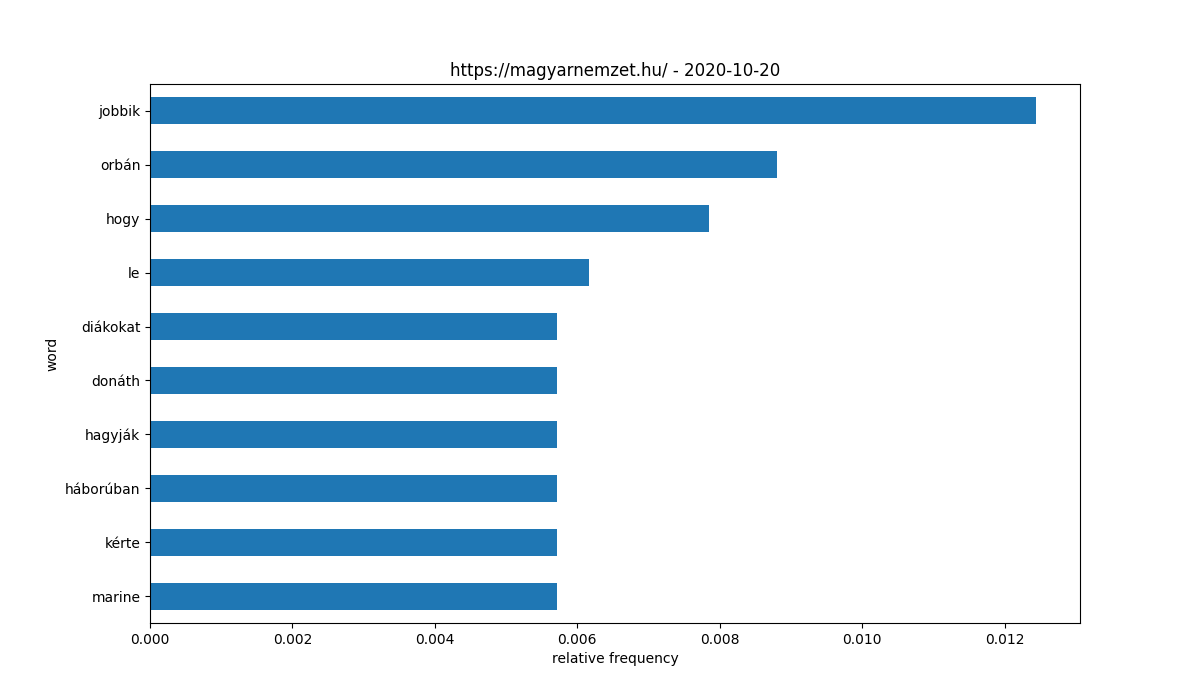 https://magyarnemzet.hu/ - 2020-10-20
jobbik
orbán
hogy
le
diákokat
donáth
hagyják
háborúban
kérte
marine
word
0.000 0.002 0.004 0.006 0.008 0.010 0.012
relative frequency